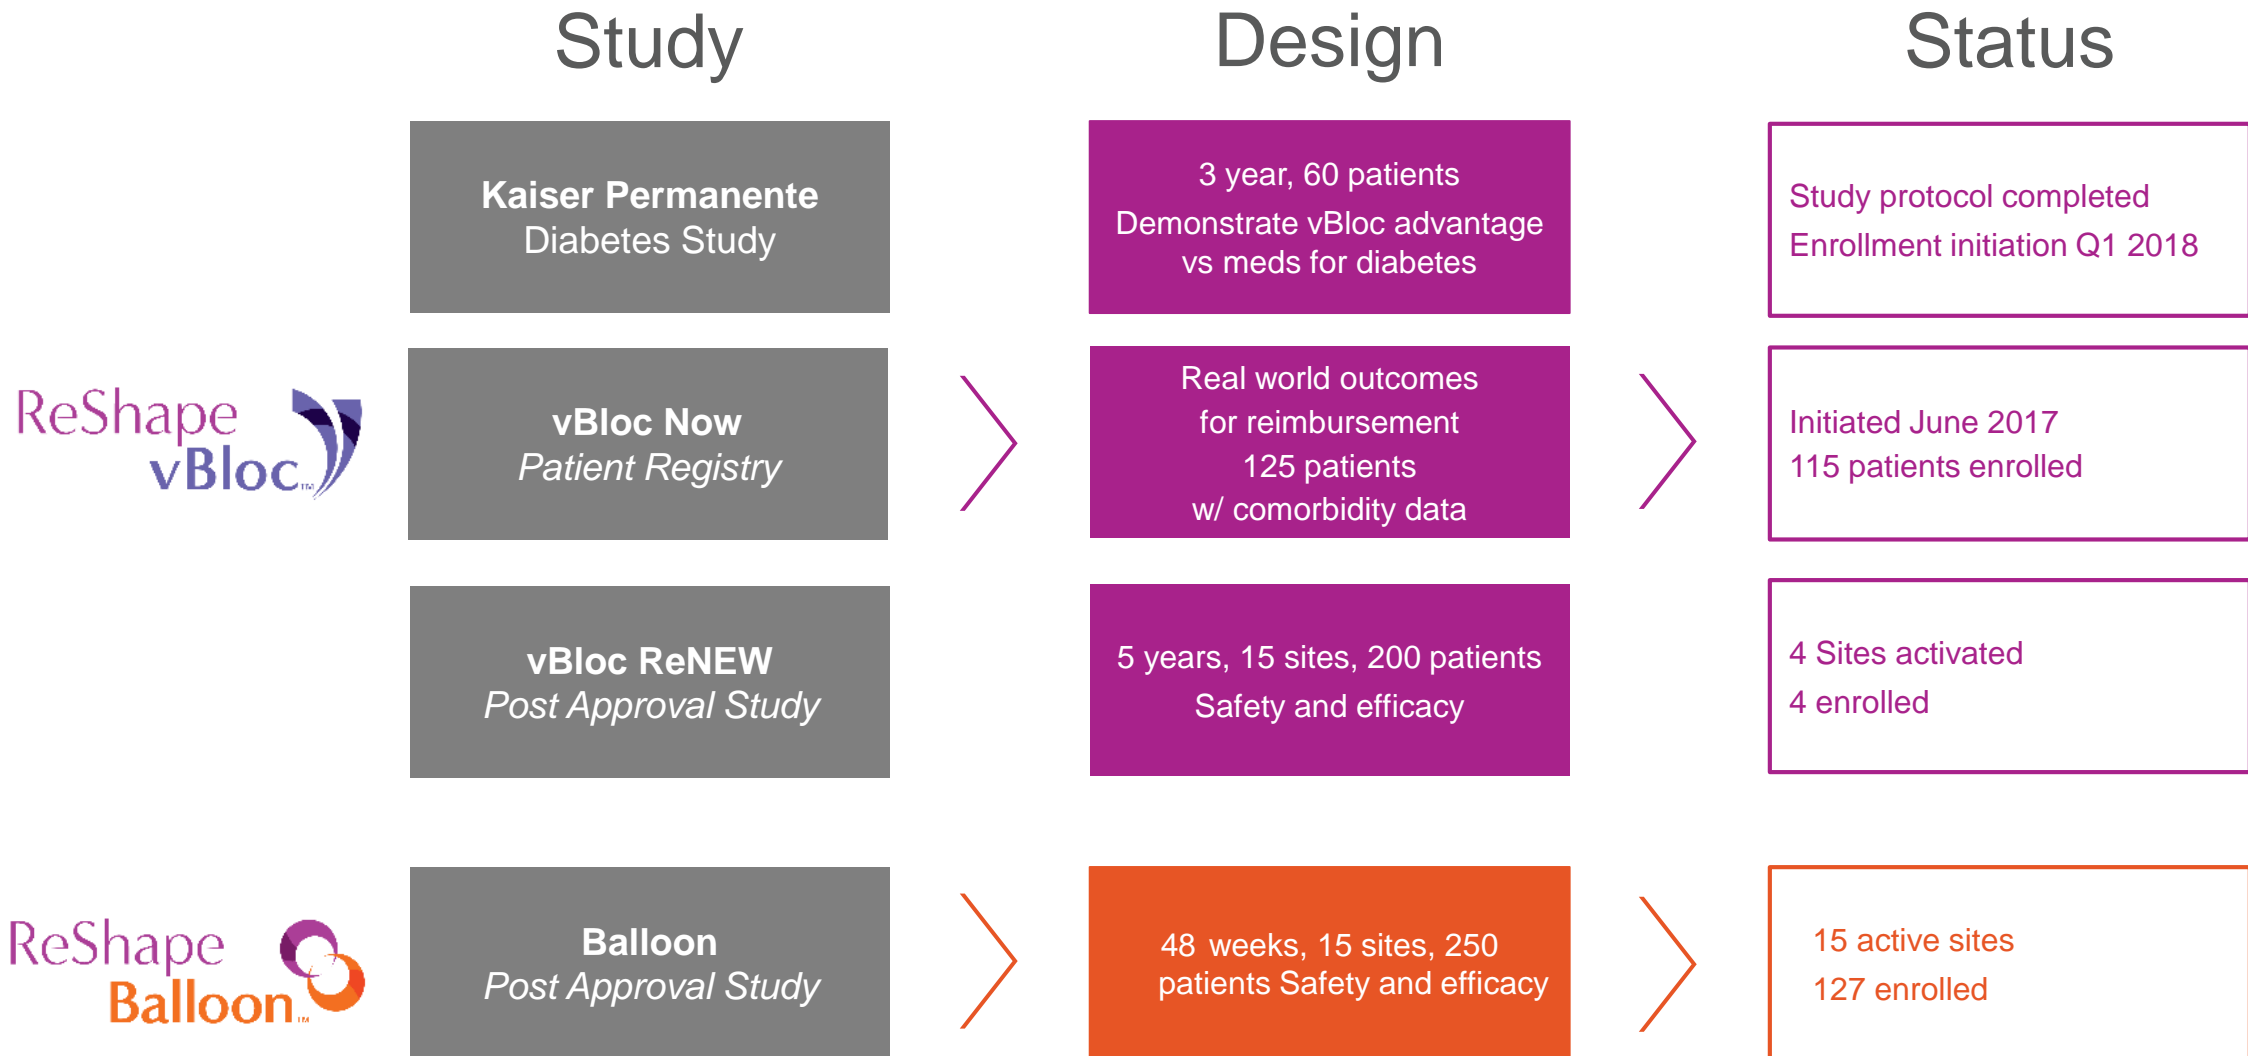 Study
Design
Status
Kaiser Permanente
Diabetes Study
3 year, 60 patients
Demonstrate vBloc advantage
vs meds for diabetes
Study protocol completed
Enrollment initiation Q1 2018
ReShape
vBloc™
vBloc Now
Patient Registry
Real world outcomes
for reimbursement
125 patients
w/ comorbidity data
Initiated June 2017
115 patients enrolled
vBloc ReNEW
Post Approval Study
5 years, 15 sites, 200 patients
Safety and efficacy
4 Sites activated
4 enrolled
ReShape
Balloon™
Balloon
Post Approval Study
48 weeks, 15 sites, 250
patients Safety and efficacy
15 active sites
127 enrolled